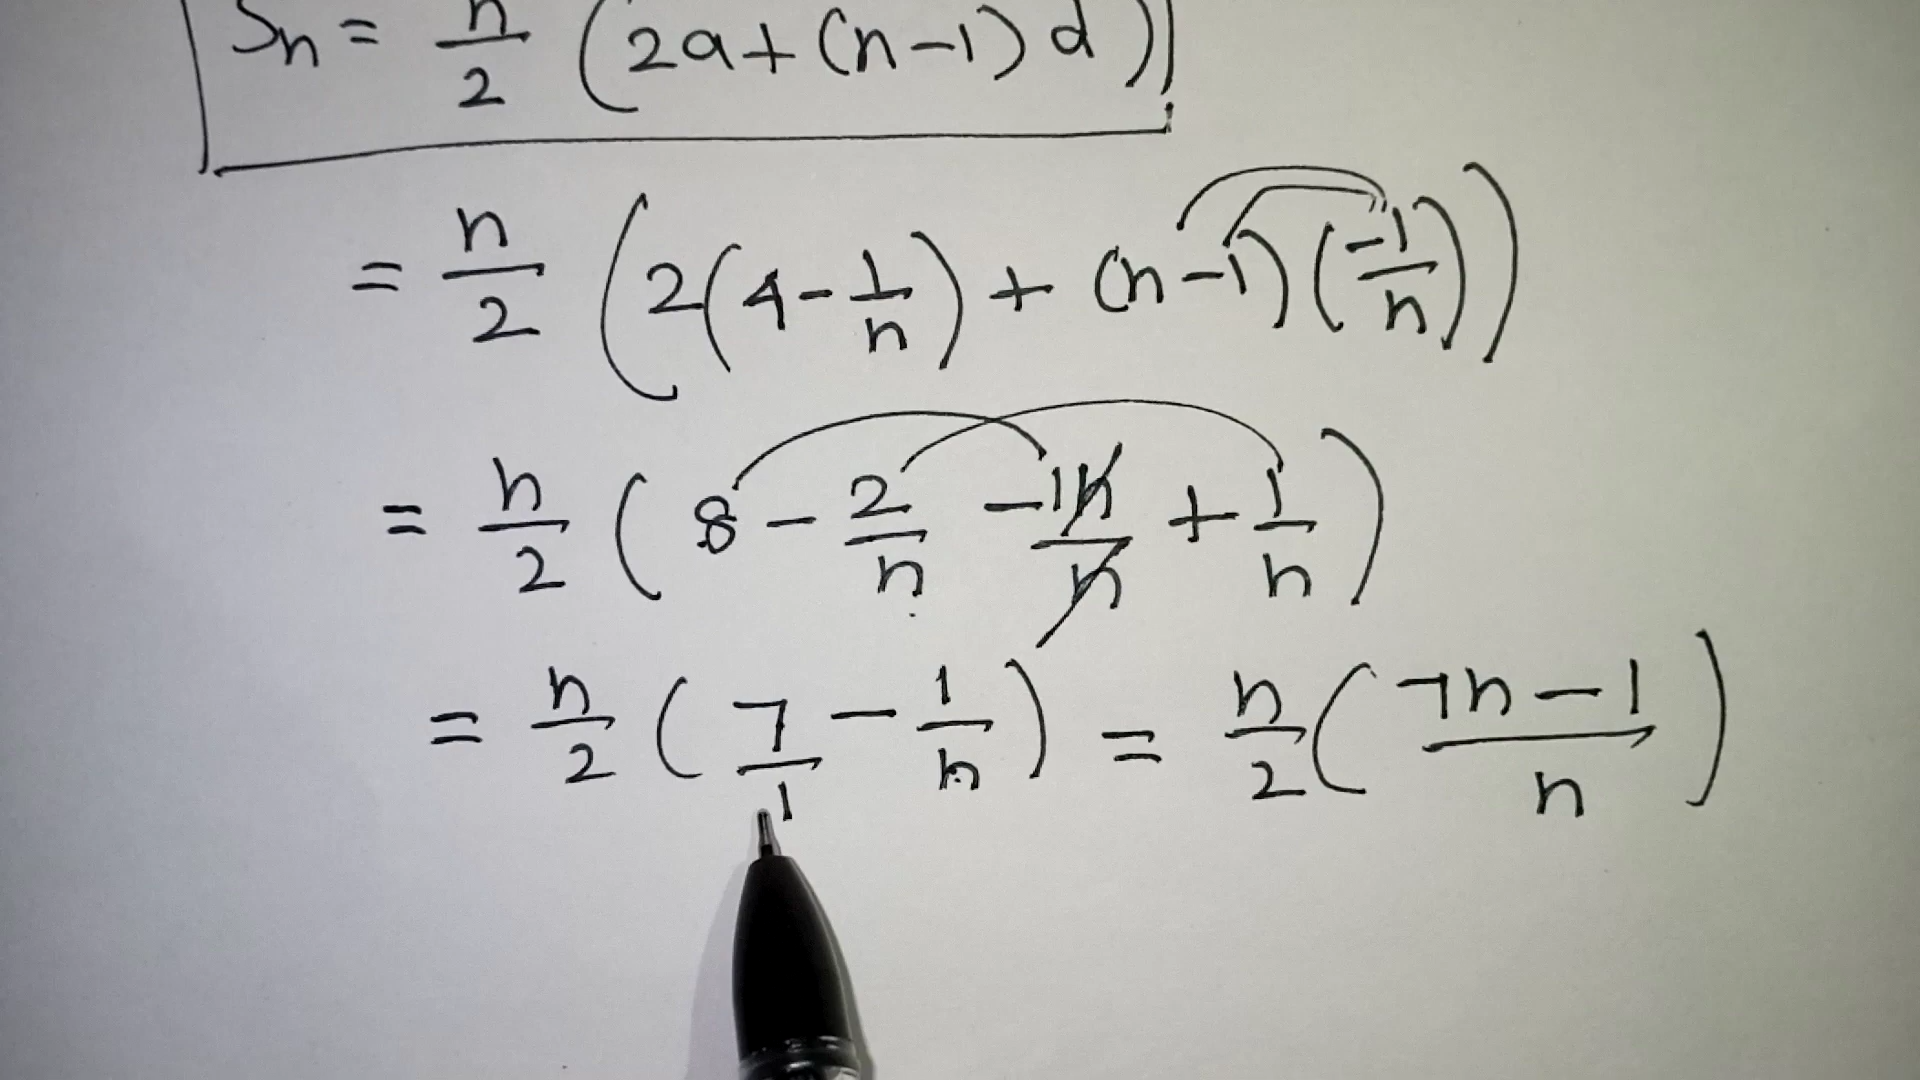 Sn = n/2 (2a + (n-1) d)
= n/2 (2(4 - 1/n) + (n-1)(-1/n))
= n/2 (8 - 2/n - 1n/n + 1/n)
= n/2 (7/1 - 1/n) = n/2 (7n-1/n)